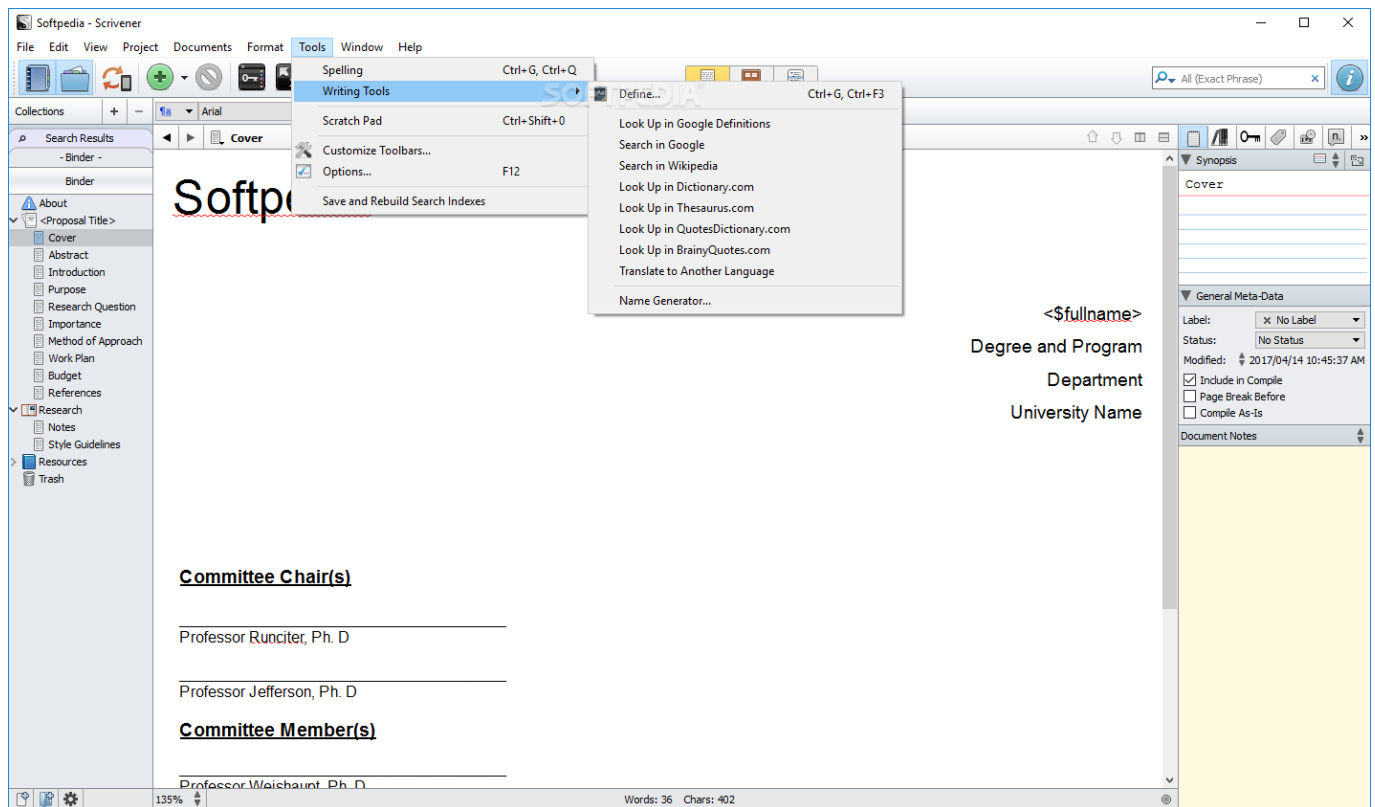 Softpedia - Scrivener
File Edit View Project Documents Format Tools Window Help
All (Exact Phrase)
Collections + -
Arial
Search Results
- Binder -
Binder
About
<Proposal Title>
Cover
Abstract
Introduction
Purpose
Research Question
Importance
Method of Approach
Work Plan
Budget
References
Research
Notes
Style Guidelines
Resources
Trash
Spelling Ctrl+G, Ctrl+Q
Writing Tools
Scratch Pad Ctrl+Shift+0
Customize Toolbars...
Options... F12
Save and Rebuild Search Indexes
SOFTPEDIA
Define... Ctrl+G, Ctrl+F3
Look Up in Google Definitions
Search in Google
Search in Wikipedia
Look Up in Dictionary.com
Look Up in Thesaurus.com
Look Up in QuotesDictionary.com
Look Up in BrainyQuotes.com
Translate to Another Language
Name Generator...
Cover
<$fullname>
Degree and Program
Department
University Name
Committee Chair(s)
Professor Runciter, Ph. D
Professor Jefferson, Ph. D
Committee Member(s)
Professor Weishaupt, Ph. D
n.
Synopsis
Cover
General Meta-Data
Label: No Label
Status: No Status
Modified: 2017/04/14 10:45:37 AM
Include in Compile
Page Break Before
Compile As-Is
Document Notes
135%
Words: 36 Chars: 402